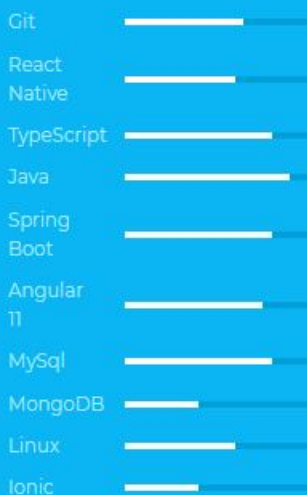 Git
React
Native
TypeScript
Java
Spring
Boot
Angular
11
MySql
MongoDB
Linux
Ionic